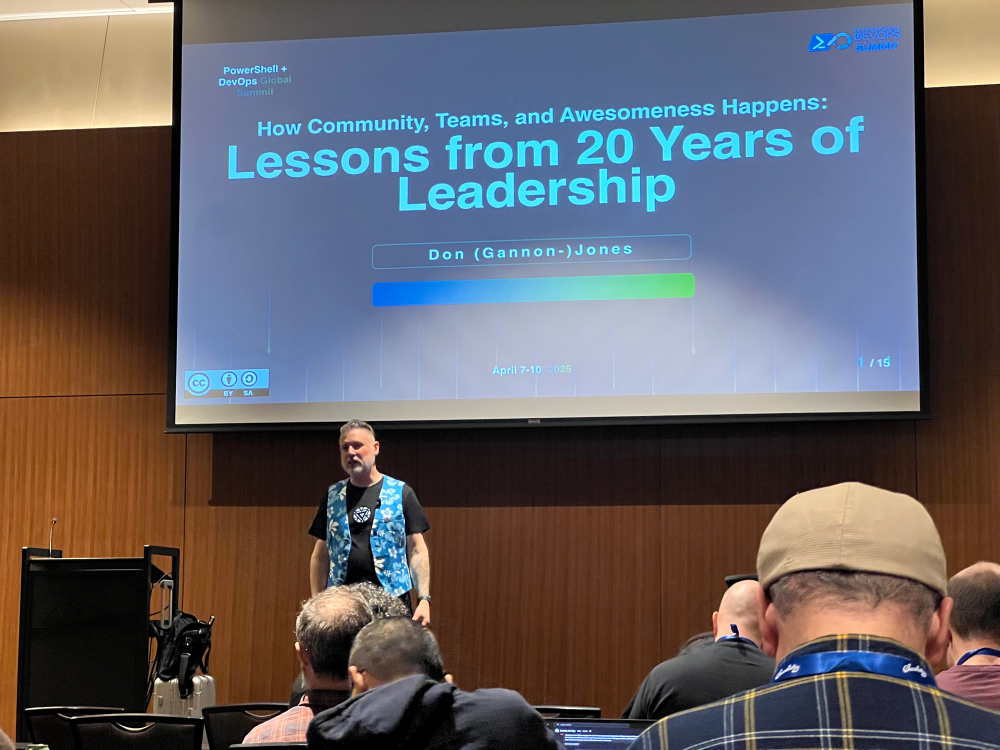 PowerShell +
DevOps Global
Summit
DEVOPS
SUMMIT
How Community, Teams, and Awesomeness Happens:
Lessons from 20 Years of
Leadership
Don (Gannon-)Jones
April 7-10, 2025
1 / 15
CC
BY SA